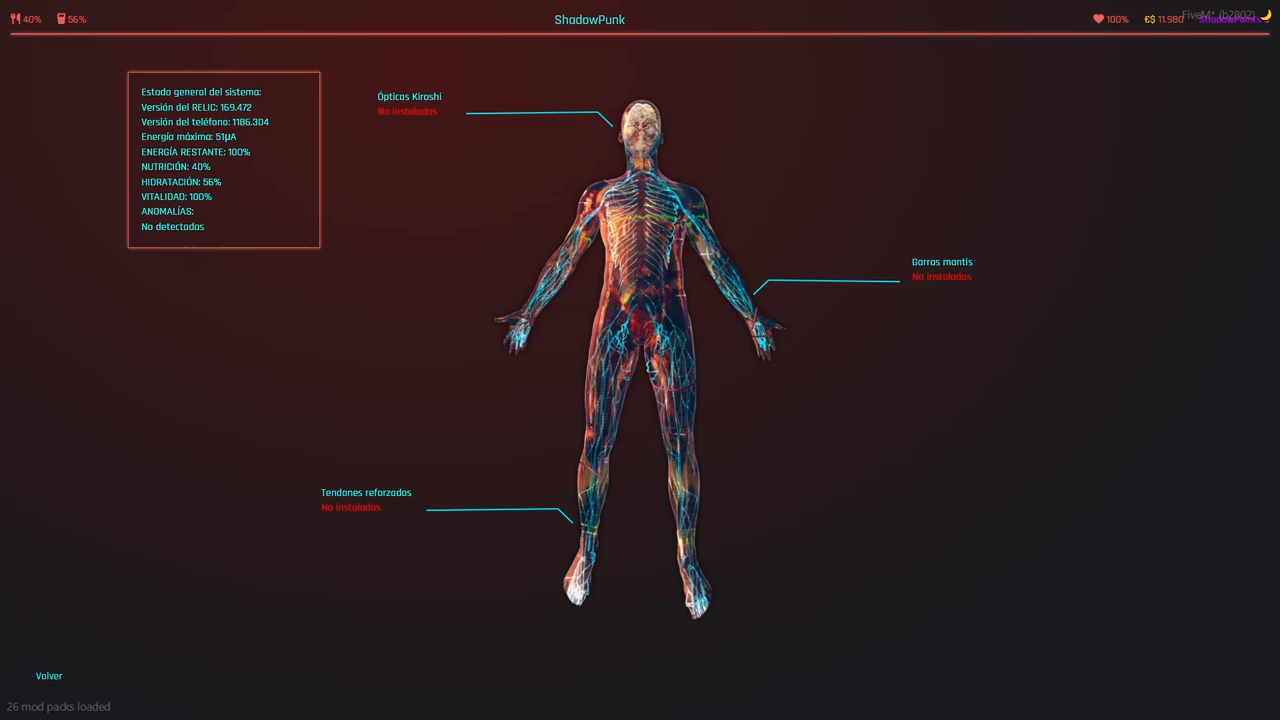 40% 56% ShadowPunk 100% €$ 11.980 FiveM* (b2802)
Estado general del sistema:
Versión del RELIC: 169.472
Versión del teléfono: 1186.304
Energía máxima: 51µA
ENERGÍA RESTANTE: 100%
NUTRICIÓN: 40%
HIDRATACIÓN: 56%
VITALIDAD: 100%
ANOMALÍAS:
No detectadas
Ópticas Kiroshi
No instaladas
Garras mantis
No instaladas
Tendones reforzados
No instalados
Volver
26 mod packs loaded